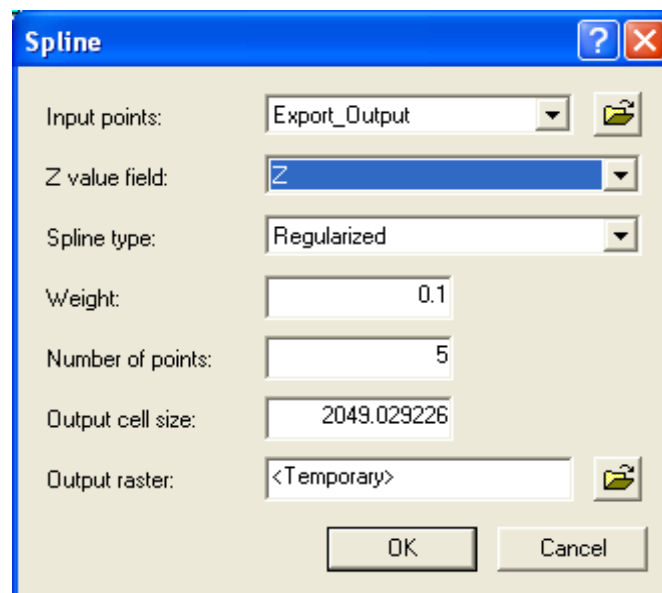 Spline
Input points: Export_Output
Z value field: Z
Spline type: Regularized
Weight: 0.1
Number of points: 5
Output cell size: 2049.029226
Output raster: <Temporary>
OK Cancel